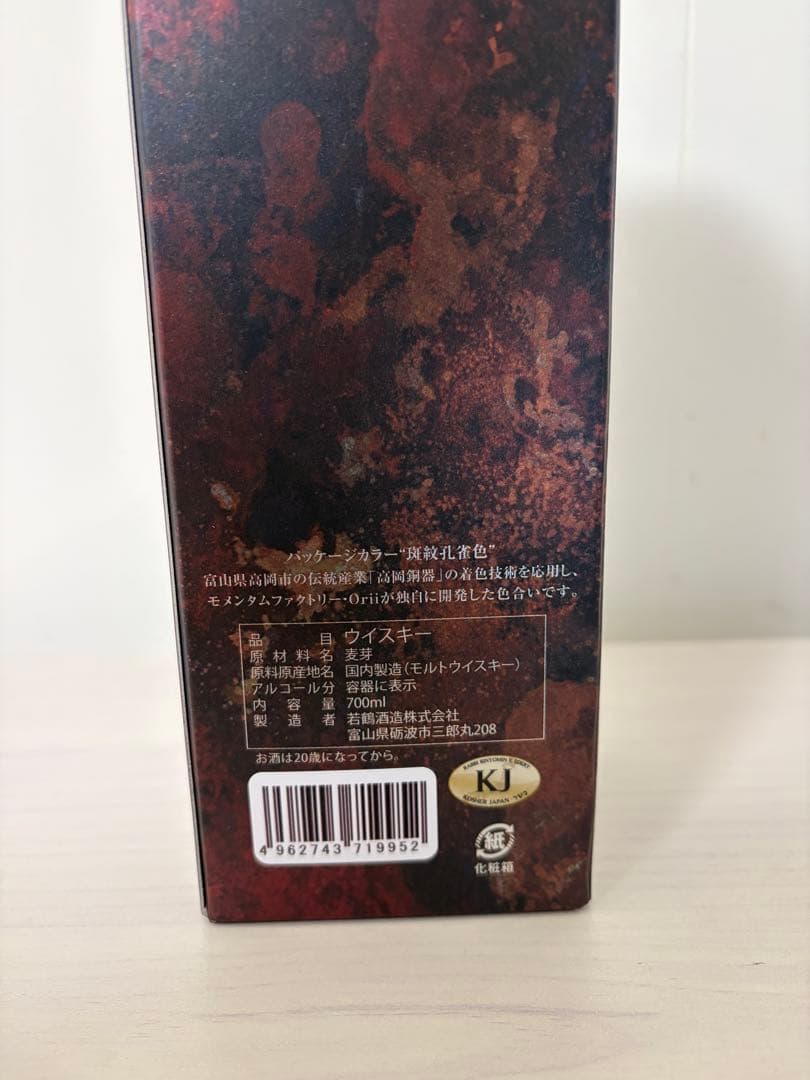 パッケージカラー“斑紋孔雀色”
富山県高岡市の伝統産業「高岡銅器」の着色技術を応用し、
モメンタムファクトリー・Oriiが独自に開発した色合いです。
品目 ウイスキー
原材料名 麦芽
原料原産地名 国内製造（モルトウイスキー）
アルコール分 容器に表示
内容量 700ml
製造者 若鶴酒造株式会社
富山県砺波市三郎丸208
お酒は20歳になってから。
KJ
KOSHER JAPAN
4 962743 719952
紙
化粧箱